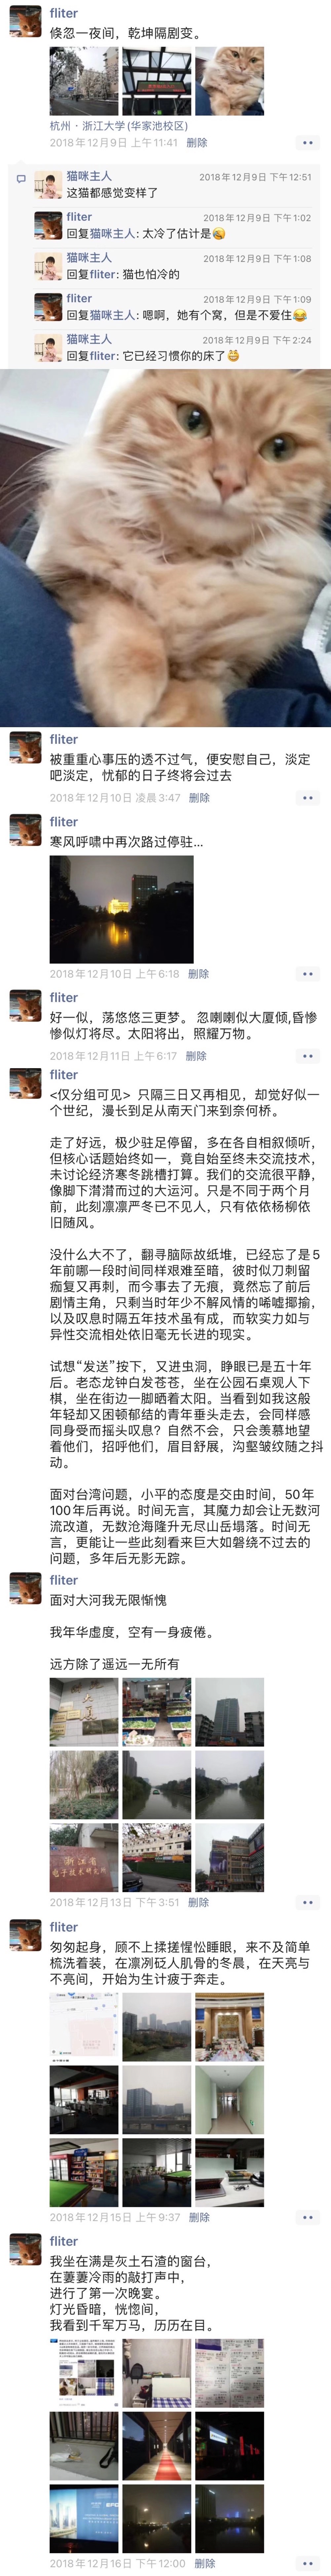 fliter
倏忽一夜间，乾坤隔剧变。
杭州·浙江大学(华家池校区)
2018年12月9日 上午11:41 删除
猫咪主人 2018年12月9日 下午12:51
这猫都感觉变样了
fliter 2018年12月9日 下午1:02
回复猫咪主人: 太冷了估计是
猫咪主人 2018年12月9日 下午1:08
回复fliter: 猫也怕冷的
fliter 2018年12月9日 下午1:09
回复猫咪主人: 嗯啊，她有个窝，但是不爱住😂
猫咪主人 2018年12月9日 下午2:24
回复fliter: 它已经习惯你的床了😁
fliter
被重重心事压的透不过气，便安慰自己，淡定
吧淡定，忧郁的日子终将会过去
2018年12月10日 凌晨3:47 删除
fliter
寒风呼啸中再次路过停驻...
2018年12月10日 上午6:18 删除
fliter
好一似，荡悠悠三更梦。 忽喇喇似大厦倾,昏惨
惨似灯将尽。太阳将出，照耀万物。
2018年12月11日 上午6:17 删除
fliter
<仅分组可见> 只隔三日又再相见，却觉好似一
个世纪，漫长到足从南天门来到奈何桥。
走了好远，极少驻足停留，多在各自相叙倾听，
但核心话题始终如一，竟自始至终未交流技术，
未讨论经济寒冬跳槽打算。我们的交流很平静，
像脚下潸潸而过的大运河。只是不同于两个月
前，此刻凛凛严冬已不见人，只有依依杨柳依
旧随风。
没什么大不了，翻寻脑际故纸堆，已经忘了是5
年前哪一段时间同样艰难至暗，彼时似刀刺留
痂复又再刺，而今事去了无痕，竟然忘了前后
剧情主角，只剩当时年少不解风情的唏嘘揶揄，
以及叹息时隔五年技术虽有成，而软实力如与
异性交流相处依旧毫无长进的现实。
试想“发送”按下，又进虫洞，睁眼已是五十年
后。老态龙钟白发苍苍，坐在公园石桌观人下
棋，坐在街边一脚晒着太阳。当看到如我这般
年轻却又困顿郁结的青年垂头走去，会同样感
同身受而摇头叹息？自然不会，只会羡慕地望
着他们，招呼他们，眉目舒展，沟壑皱纹随之抖
动。
面对台湾问题，小平的态度是交由时间，50年
100年后再说。时间无言，其魔力却会让无数河
流改道，无数沧海隆升无尽山岳塌落。时间无
言，更能让一些此刻看来巨大如磐绕不过去的
问题，多年后无影无踪。
fliter
面对大河我无限惭愧
我年华虚度，空有一身疲倦。
远方除了遥远一无所有
2018年12月13日 下午3:51 删除
fliter
匆匆起身，顾不上揉搓惺忪睡眼，来不及简单
梳洗着装，在凛冽砭人肌骨的冬晨，在天亮与
不亮间，开始为生计疲于奔走。
2018年12月15日 上午9:37 删除
fliter
我坐在满是灰土石渣的窗台，
在萋萋冷雨的敲打声中，
进行了第一次晚宴。
灯光昏暗，恍惚间，
我看到千军万马，历历在目。
2018年12月16日 下午12:00 删除